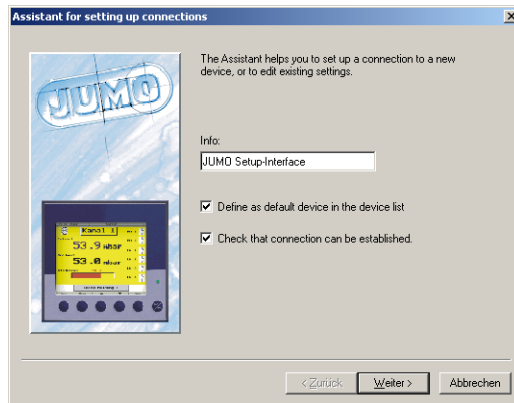 Assistant for setting up connections
The Assistant helps you to set up a connection to a new
device, or to edit existing settings.
JUMO
Info:
JUMO Setup-Interface
Define as default device in the device list
Kanal 1
53.9 mbar
53.0 mbar
Check that connection can be established.
< Zurück
Weiter >
Abbrechen